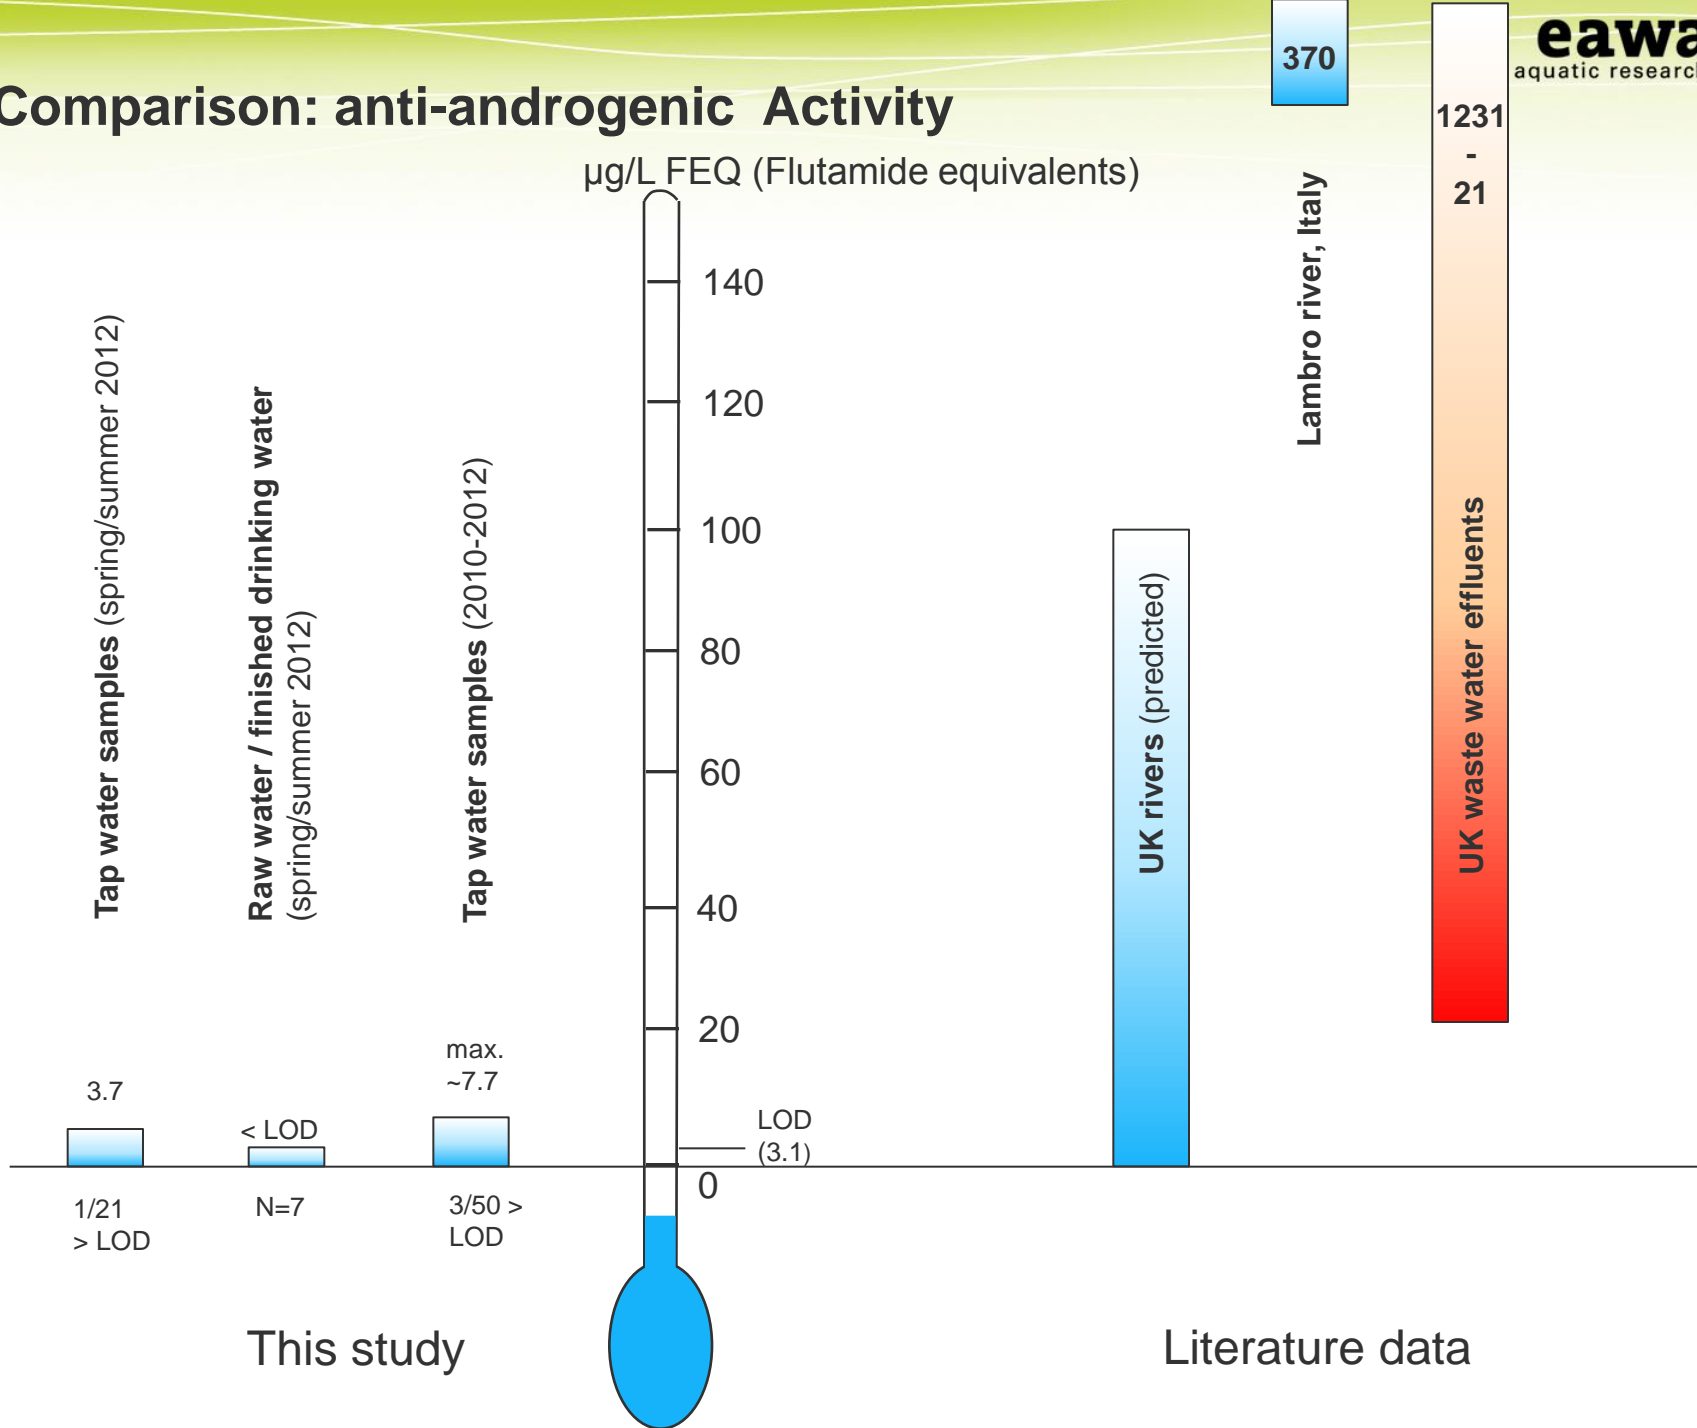 eawa
aquatic research
370
1231
-
21
Comparison: anti-androgenic Activity
µg/L FEQ (Flutamide equivalents)
140
120
100
80
60
40
20
0
LOD
(3.1)
Tap water samples (spring/summer 2012)
Raw water / finished drinking water
(spring/summer 2012)
Tap water samples (2010-2012)
3.7
< LOD
max.
~7.7
1/21
> LOD
N=7
3/50 >
LOD
UK rivers (predicted)
Lambro river, Italy
UK waste water effluents
This study
Literature data